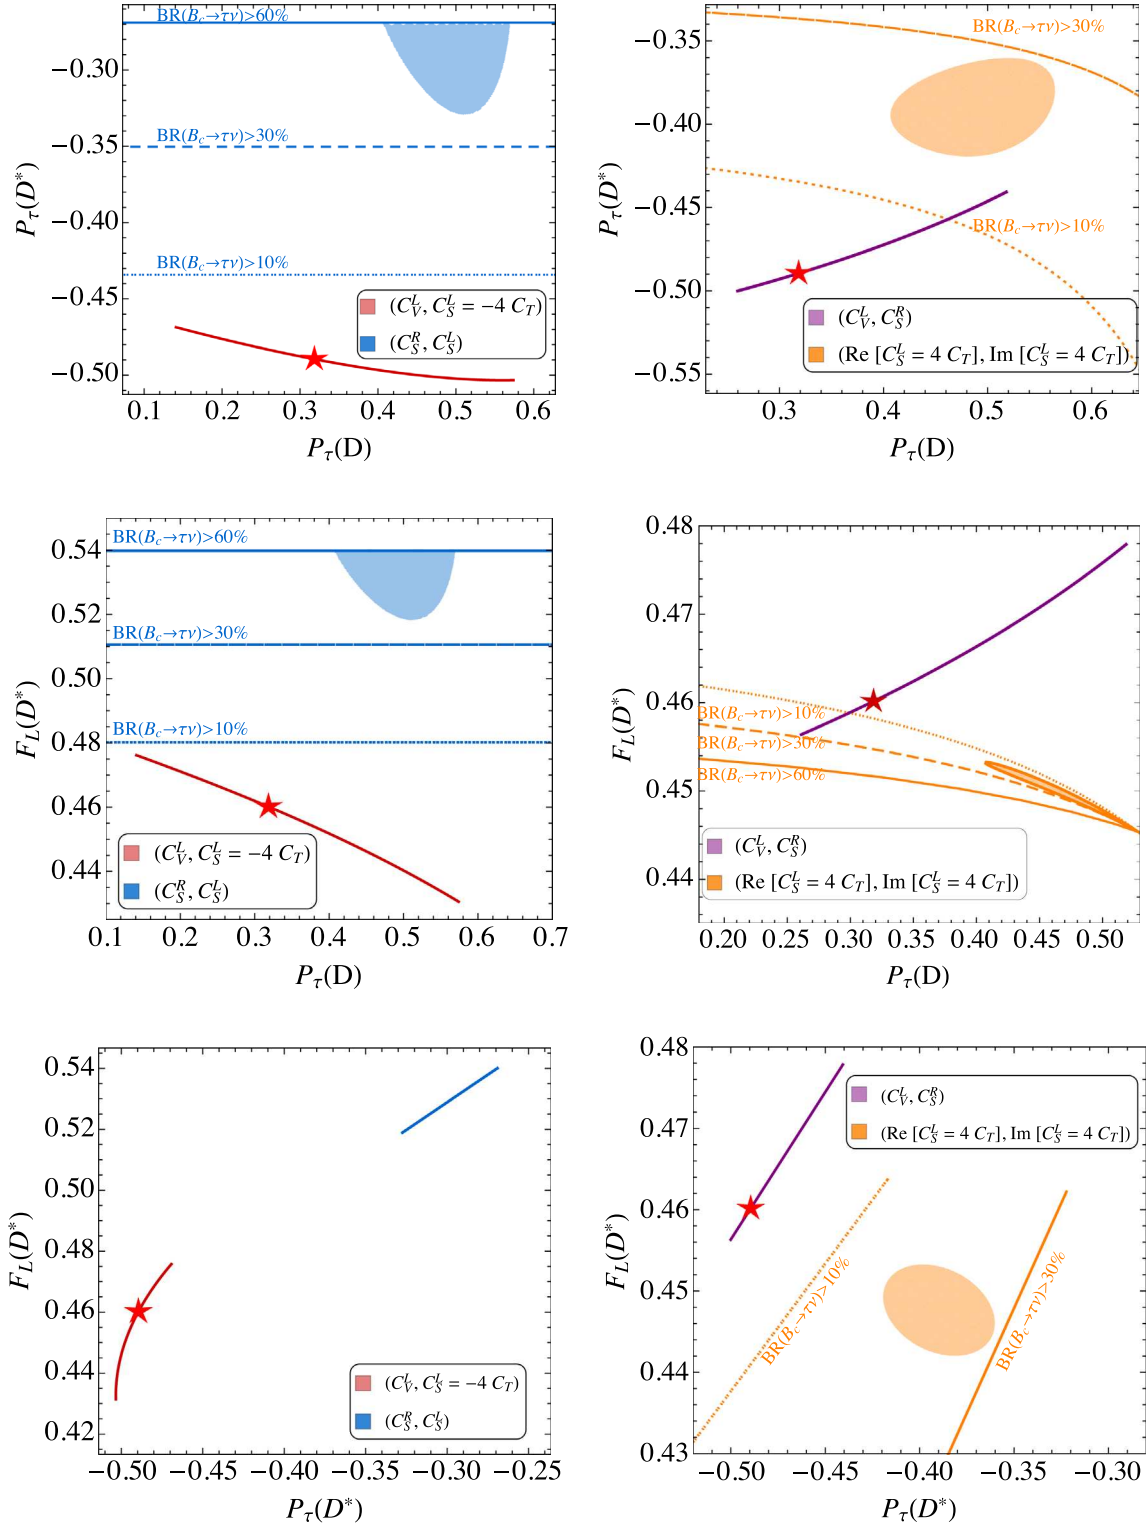 BR(B_c→τν)>60%
BR(B_c→τν)>30%
BR(B_c→τν)>10%
−0.30
−0.35
−0.40
−0.45
−0.50
P_τ(D*)
(C_V^L, C_S^L = −4 C_T)
(C_S^R, C_S^L)
0.1 0.2 0.3 0.4 0.5 0.6
P_τ(D)
BR(B_c→τν)>30%
BR(B_c→τν)>10%
−0.35
−0.40
−0.45
−0.50
−0.55
P_τ(D*)
(C_V^L, C_S^R)
(Re [C_S^L = 4 C_T], Im [C_S^L = 4 C_T])
0.3 0.4 0.5 0.6
P_τ(D)
BR(B_c→τν)>60%
BR(B_c→τν)>30%
BR(B_c→τν)>10%
0.54
0.52
0.50
0.48
0.46
0.44
F_L(D*)
(C_V^L, C_S^L = −4 C_T)
(C_S^R, C_S^L)
0.1 0.2 0.3 0.4 0.5 0.6 0.7
P_τ(D)
0.48
0.47
0.46
0.45
0.44
F_L(D*)
BR(B_c→τν)>10%
BR(B_c→τν)>30%
BR(B_c→τν)>60%
(C_V^L, C_S^R)
(Re [C_S^L = 4 C_T], Im [C_S^L = 4 C_T])
0.20 0.25 0.30 0.35 0.40 0.45 0.50
P_τ(D)
0.54
0.52
0.50
0.48
0.46
0.44
0.42
F_L(D*)
(C_V^L, C_S^L = −4 C_T)
(C_S^R, C_S^L)
−0.50 −0.45 −0.40 −0.35 −0.30 −0.25
P_τ(D*)
0.48
0.47
0.46
0.45
0.44
0.43
F_L(D*)
(C_V^L, C_S^R)
(Re [C_S^L = 4 C_T], Im [C_S^L = 4 C_T])
BR(B_c→τν)>10%
BR(B_c→τν)>30%
−0.50 −0.45 −0.40 −0.35 −0.30
P_τ(D*)